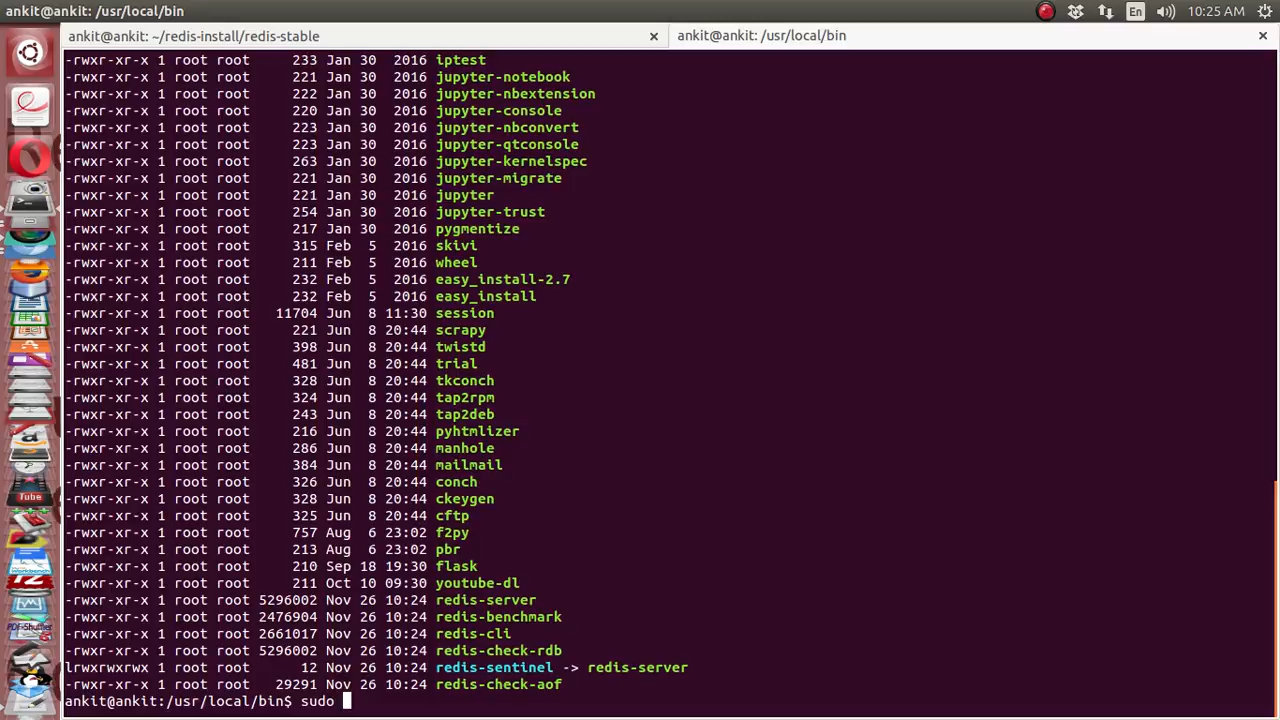 ankit@ankit: /usr/local/bin
En
10:25 AM
ankit@ankit: ~/redis-install/redis-stable
ankit@ankit: /usr/local/bin
-rwxr-xr-x 1 root root     233 Jan 30  2016 iptest
-rwxr-xr-x 1 root root     221 Jan 30  2016 jupyter-notebook
-rwxr-xr-x 1 root root     222 Jan 30  2016 jupyter-nbextension
-rwxr-xr-x 1 root root     220 Jan 30  2016 jupyter-console
-rwxr-xr-x 1 root root     223 Jan 30  2016 jupyter-nbconvert
-rwxr-xr-x 1 root root     223 Jan 30  2016 jupyter-qtconsole
-rwxr-xr-x 1 root root     263 Jan 30  2016 jupyter-kernelspec
-rwxr-xr-x 1 root root     221 Jan 30  2016 jupyter-migrate
-rwxr-xr-x 1 root root     221 Jan 30  2016 jupyter
-rwxr-xr-x 1 root root     254 Jan 30  2016 jupyter-trust
-rwxr-xr-x 1 root root     217 Jan 30  2016 pygmentize
-rwxr-xr-x 1 root root     315 Feb  5  2016 skivi
-rwxr-xr-x 1 root root     211 Feb  5  2016 wheel
-rwxr-xr-x 1 root root     232 Feb  5  2016 easy_install-2.7
-rwxr-xr-x 1 root root     232 Feb  5  2016 easy_install
-rwxr-xr-x 1 root root   11704 Jun  8 11:30 session
-rwxr-xr-x 1 root root     221 Jun  8 20:44 scrapy
-rwxr-xr-x 1 root root     398 Jun  8 20:44 twistd
-rwxr-xr-x 1 root root     481 Jun  8 20:44 trial
-rwxr-xr-x 1 root root     328 Jun  8 20:44 tkconch
-rwxr-xr-x 1 root root     324 Jun  8 20:44 tap2rpm
-rwxr-xr-x 1 root root     243 Jun  8 20:44 tap2deb
-rwxr-xr-x 1 root root     216 Jun  8 20:44 pyhtmlizer
-rwxr-xr-x 1 root root     286 Jun  8 20:44 manhole
-rwxr-xr-x 1 root root     384 Jun  8 20:44 mailmail
-rwxr-xr-x 1 root root     326 Jun  8 20:44 conch
-rwxr-xr-x 1 root root     328 Jun  8 20:44 ckeygen
-rwxr-xr-x 1 root root     325 Jun  8 20:44 cftp
-rwxr-xr-x 1 root root     757 Aug  6 23:02 f2py
-rwxr-xr-x 1 root root     213 Aug  6 23:02 pbr
-rwxr-xr-x 1 root root     210 Sep 18 19:30 flask
-rwxr-xr-x 1 root root     211 Oct 10 09:30 youtube-dl
-rwxr-xr-x 1 root root 5296002 Nov 26 10:24 redis-server
-rwxr-xr-x 1 root root 2476904 Nov 26 10:24 redis-benchmark
-rwxr-xr-x 1 root root 2661017 Nov 26 10:24 redis-cli
-rwxr-xr-x 1 root root 5296002 Nov 26 10:24 redis-check-rdb
lrwxrwxrwx 1 root root      12 Nov 26 10:24 redis-sentinel -> redis-server
-rwxr-xr-x 1 root root   29291 Nov 26 10:24 redis-check-aof
ankit@ankit:/usr/local/bin$ sudo
Tube
Workbench
PDF-Shuffler